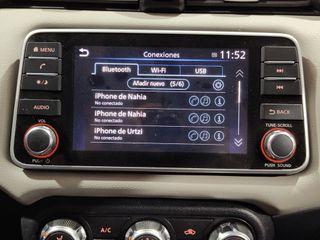 MENU
Conexiones
11:52
Bluetooth Wi-Fi USB
Añadir nuevo (5/6)
iPhone de Nahia
No conectado
iPhone de Nahia
No conectado
iPhone de Urtzi
No conectado
AUDIO
BACK
VOL
TUNE·SCROLL
PUSH
PUSH SOUND
A/C